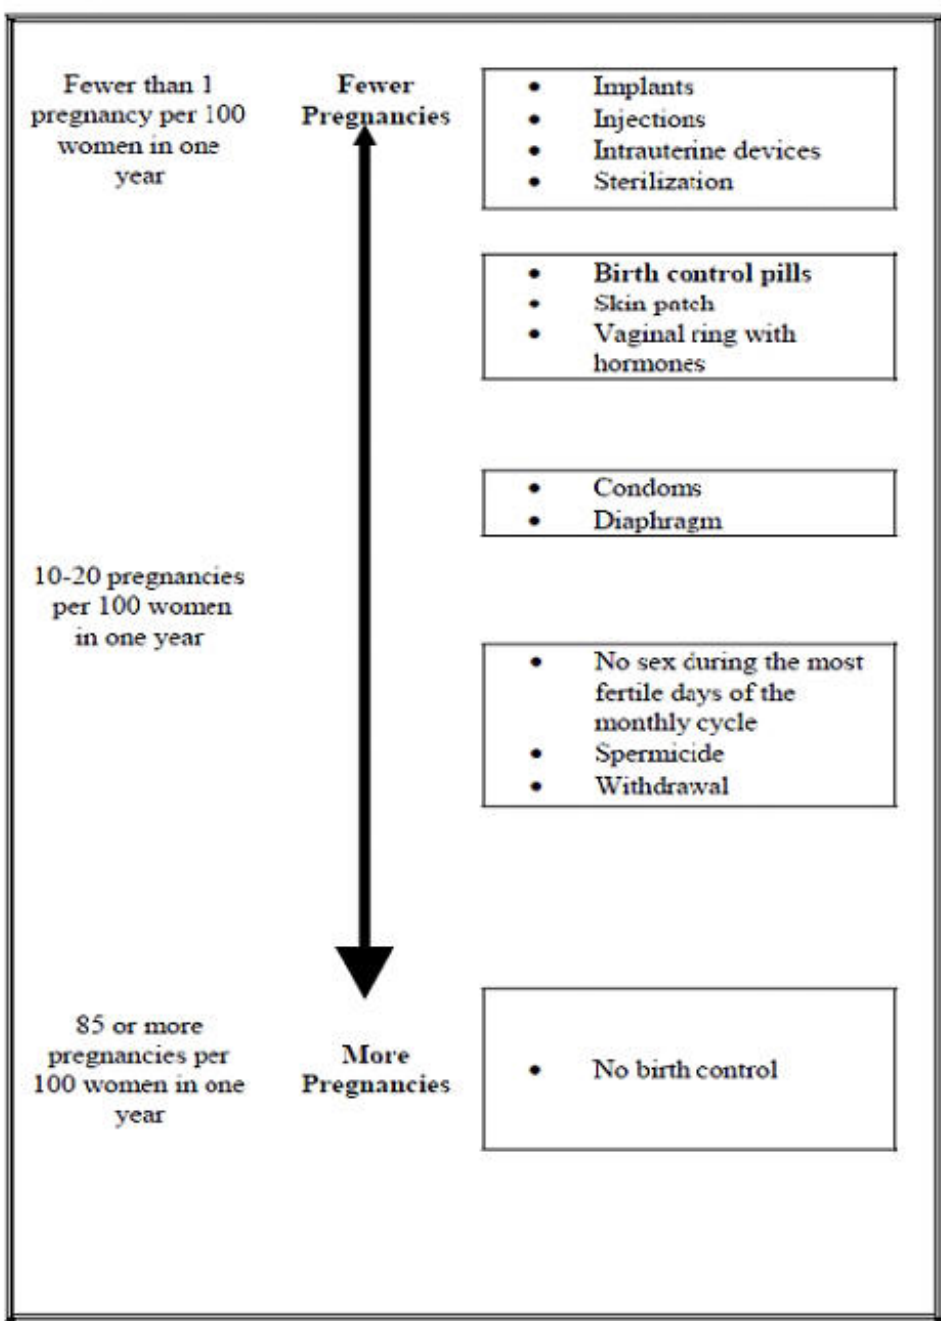 Fewer than 1
pregnancy per 100
women in one
year
Fewer
Pregnancies
• Implants
• Injections
• Intrauterine devices
• Sterilization
• Birth control pills
• Skin patch
• Vaginal ring with
hormones
• Condoms
• Diaphragm
10-20 pregnancies
per 100 women
in one year
• No sex during the most
fertile days of the
monthly cycle
• Spermicide
• Withdrawal
85 or more
pregnancies per
100 women in one
year
More
Pregnancies
• No birth control